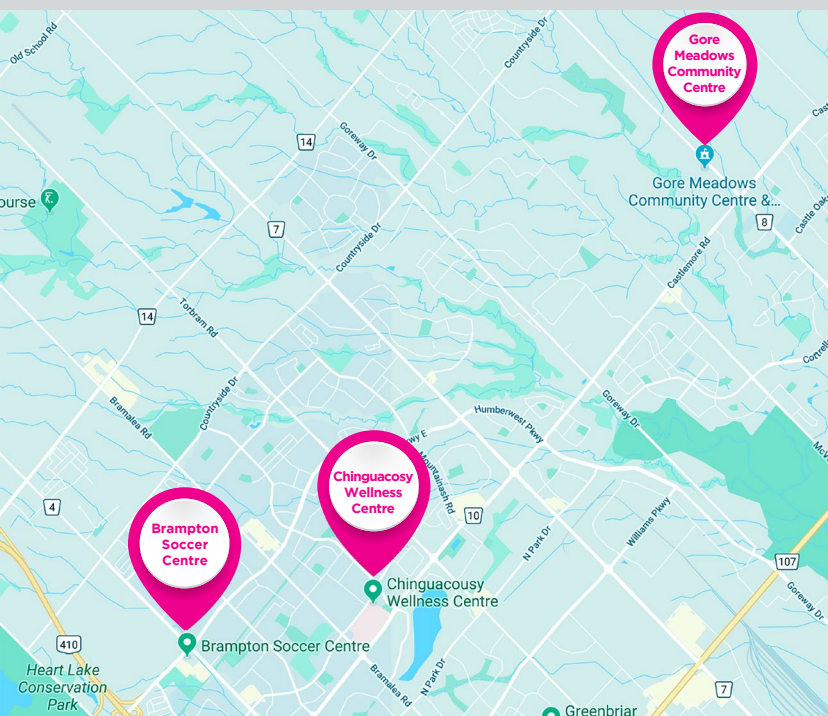 Old School Rd
Countryside Dr
Gore
Meadows
Community
Centre
14
Goreway Dr
Gore Meadows
Community Centre &...
ourse
7
Countryside Dr
8
Castle Oak
Castlemore Rd
14
Torbram Rd
Countryside Dr
Bramalea Rd
Goreway Dr
Humberwest Pkwy
wy E
Mountainash Rd
Chinguacosy
Wellness
Centre
4
10
Brampton
Soccer
Centre
N Park Dr
Williams Pkwy
107
Goreway Dr
Chinguacousy
Wellness Centre
410
Brampton Soccer Centre
Heart Lake
Conservation
Park
Bramalea Rd
N Park Dr
7
Greenbriar